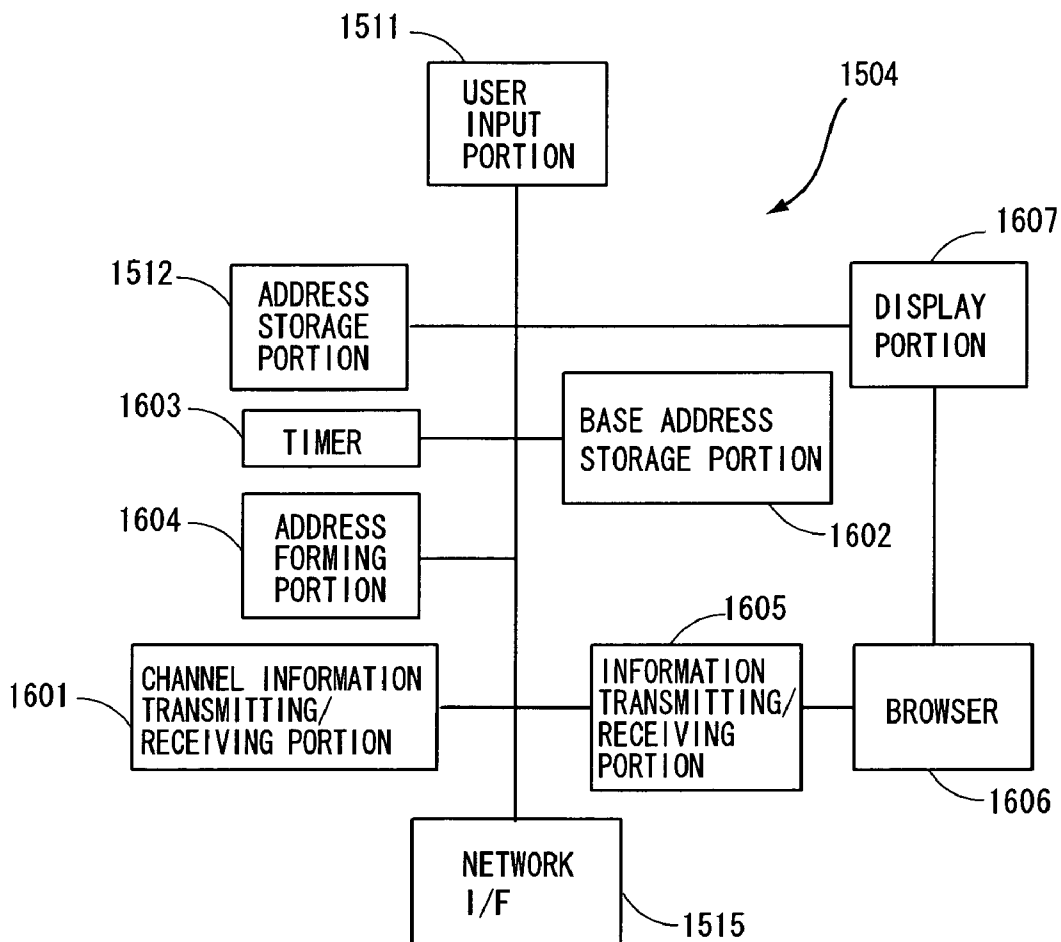 1511
USER
INPUT
PORTION
1504
1607
1512
ADDRESS
STORAGE
PORTION
DISPLAY
PORTION
1603
TIMER
BASE ADDRESS
STORAGE PORTION
1604
ADDRESS
FORMING
PORTION
1602
1605
1601
CHANNEL INFORMATION
TRANSMITTING/
RECEIVING PORTION
INFORMATION
TRANSMITTING/
RECEIVING
PORTION
BROWSER
1606
NETWORK
I/F
1515